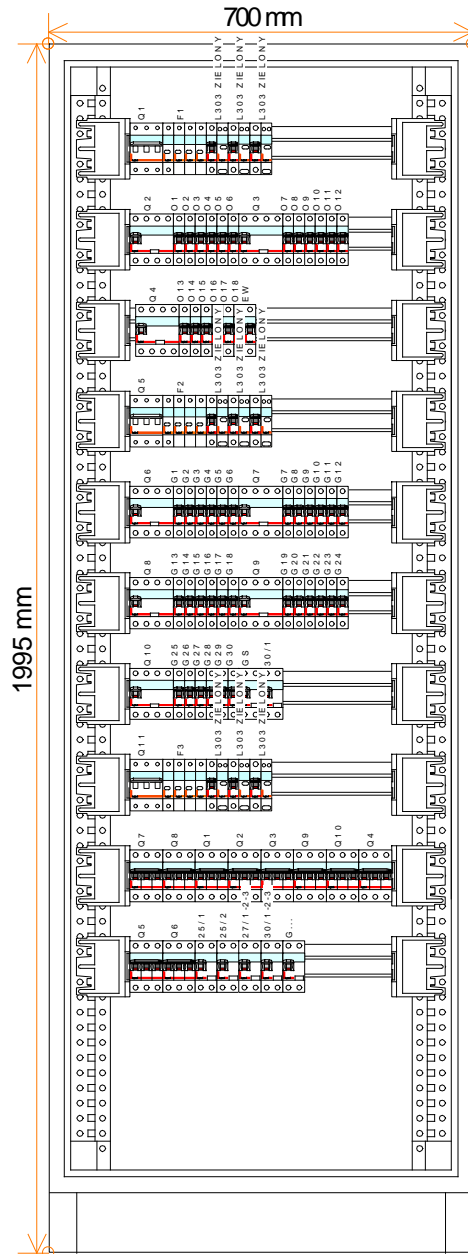 700 mm
1995 mm
Q1 F1 L303 ZIELONY L303 ZIELONY L303 ZIELONY
Q2 O1 O2 O3 O4 O5 O6 Q3 O7 O8 O9 O10 O11 O12
Q4 O13 O14 O15 O16 O17 O18 EW
Q5 F2 L303 ZIELONY L303 ZIELONY L303 ZIELONY
Q6 G1 G2 G3 G4 G5 G6 Q7 G7 G8 G9 G10 G11 G12
Q8 G13 G14 G15 G16 G17 G18 Q9 G19 G20 G21 G22 G23 G24
Q10 G25 G26 G27 G28 G29 G30 GS 30/1
Q11 F3 L303 ZIELONY L303 ZIELONY L303 ZIELONY
Q7 Q8 Q1 Q2 Q3 Q9 Q10 Q4
Q5 Q6 25/1 25/2 27/1-2-3 30/1-2-3 G...